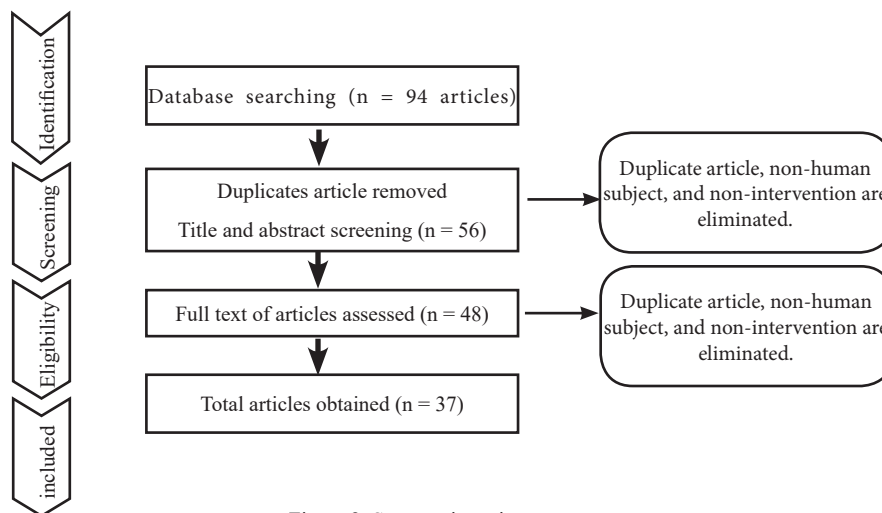 Identification
Database searching (n = 94 articles)
Duplicates article removed
Title and abstract screening (n = 56)
Duplicate article, non-human
subject, and non-intervention are
eliminated.
Screening
Full text of articles assessed (n = 48)
Duplicate article, non-human
subject, and non-intervention are
eliminated.
Eligibility
Total articles obtained (n = 37)
included